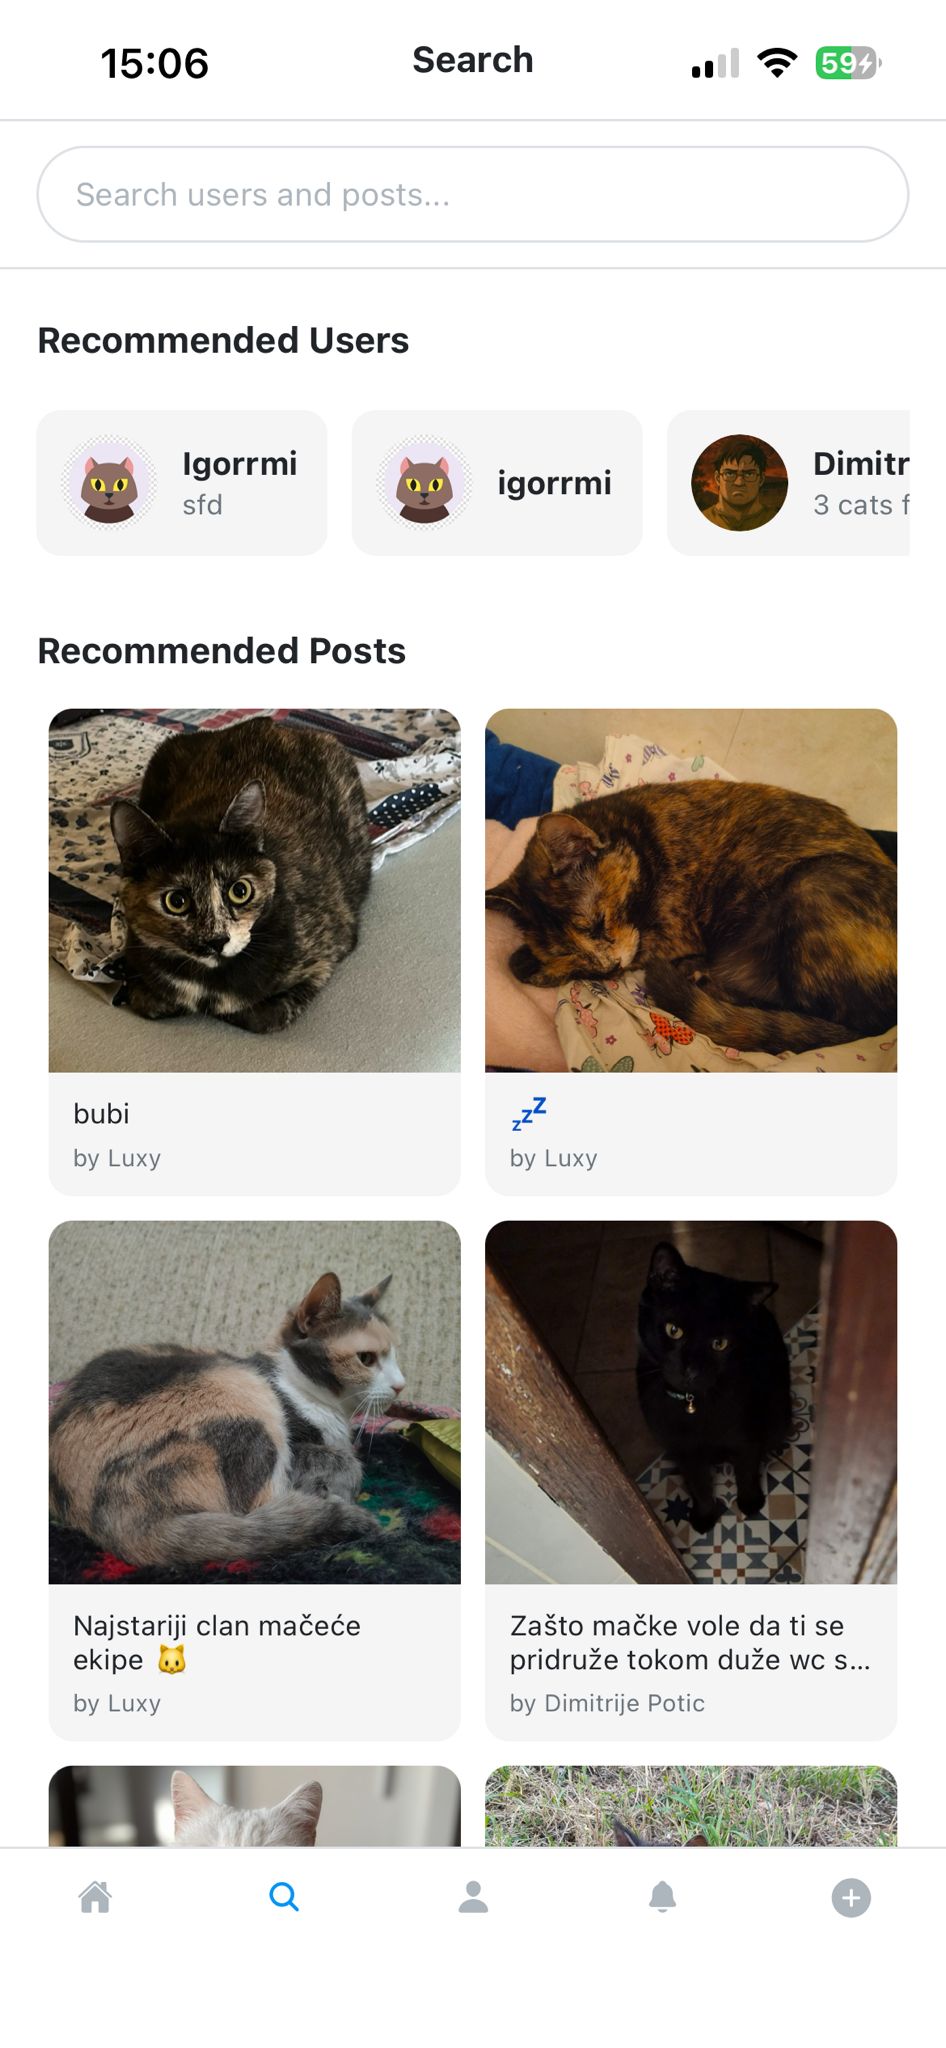 15:06
Search
59
Search users and posts...
Recommended Users
Igorrmi
sfd
igorrmi
Dimitr
3 cats f
Recommended Posts
bubi
by Luxy
💤
by Luxy
Najstariji clan mačeće
ekipe 🐱
by Luxy
Zašto mačke vole da ti se
pridruže tokom duže wc s...
by Dimitrije Potic